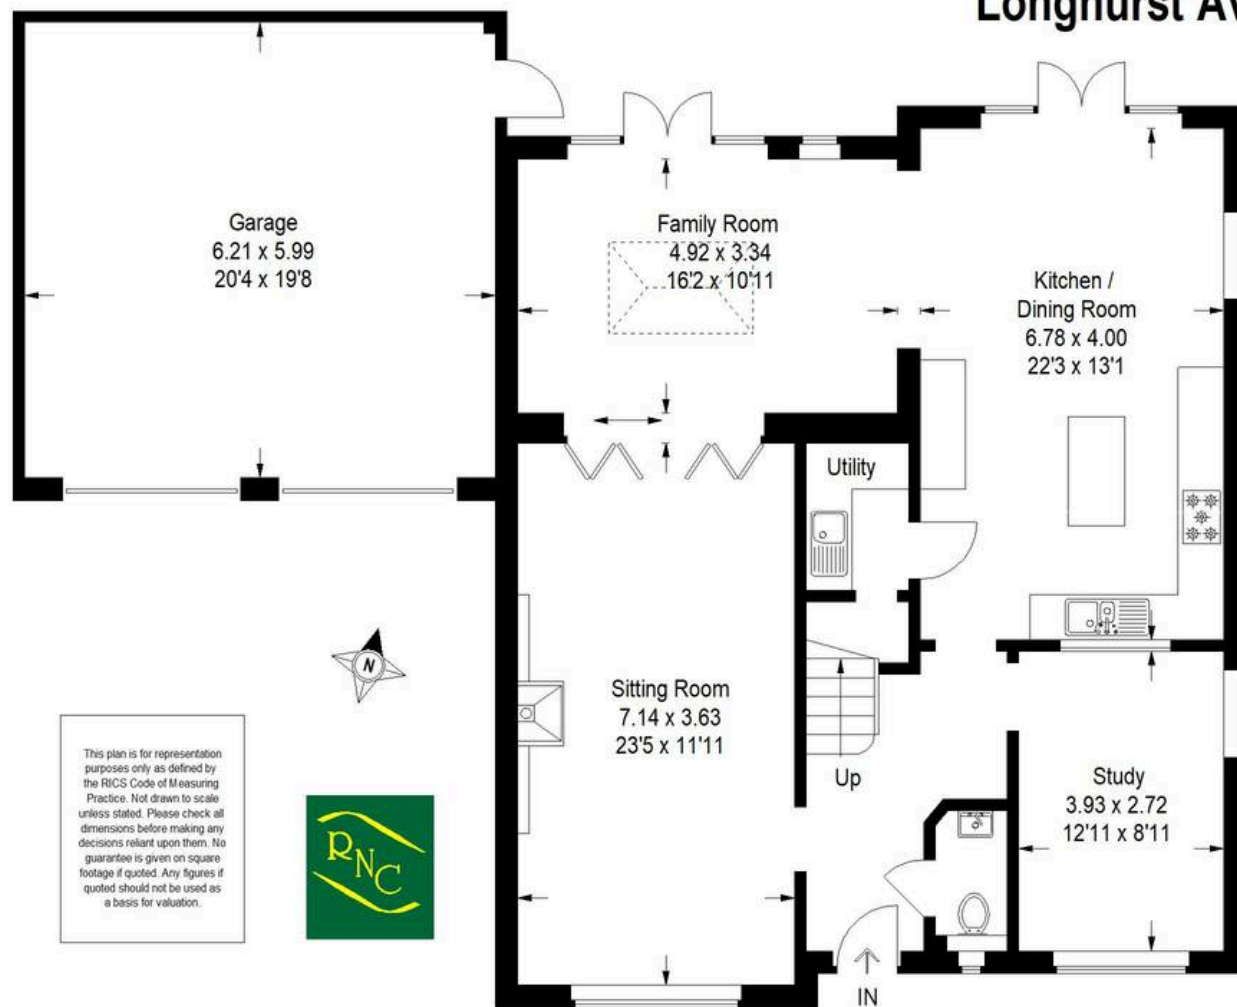 Longhurst Av
Garage
6.21 x 5.99
20'4 x 19'8
Family Room
4.92 x 3.34
16'2 x 10'11
Kitchen /
Dining Room
6.78 x 4.00
22'3 x 13'1
Utility
Sitting Room
7.14 x 3.63
23'5 x 11'11
Up
Study
3.93 x 2.72
12'11 x 8'11
IN
N
This plan is for representation
purposes only as defined by
the RICS Code of Measuring
Practice. Not drawn to scale
unless stated. Please check all
dimensions before making any
decisions reliant upon them. No
guarantee is given on square
footage if quoted. Any figures if
quoted should not be used as
a basis for valuation.
RNC